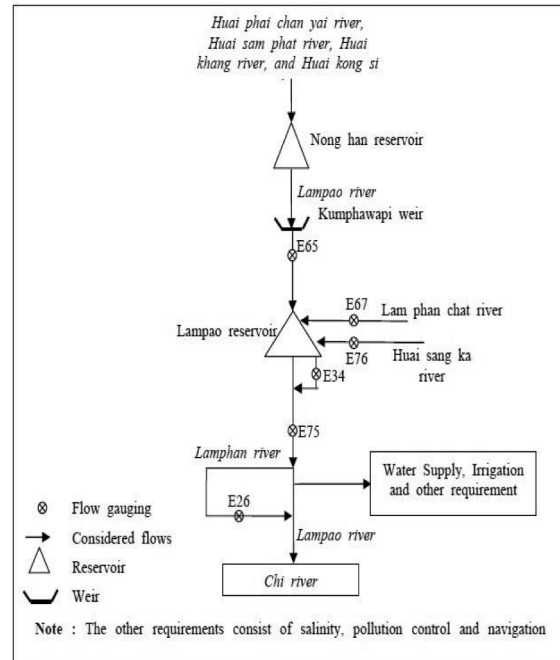 Huai phai chan yai river,
Huai sam phat river, Huai
khang river, and Huai kong si
Nong han reservoir
Lampao river
Kumphawapi weir
E65
E67
Lam phan chat river
Lampao reservoir
E76
Huai sang ka
river
E34
E75
Lamphan river
Water Supply, Irrigation
and other requirement
E26
Lampao river
Chi river
Flow gauging
Considered flows
Reservoir
Weir
Note : The other requirements consist of salinity, pollution control and navigation